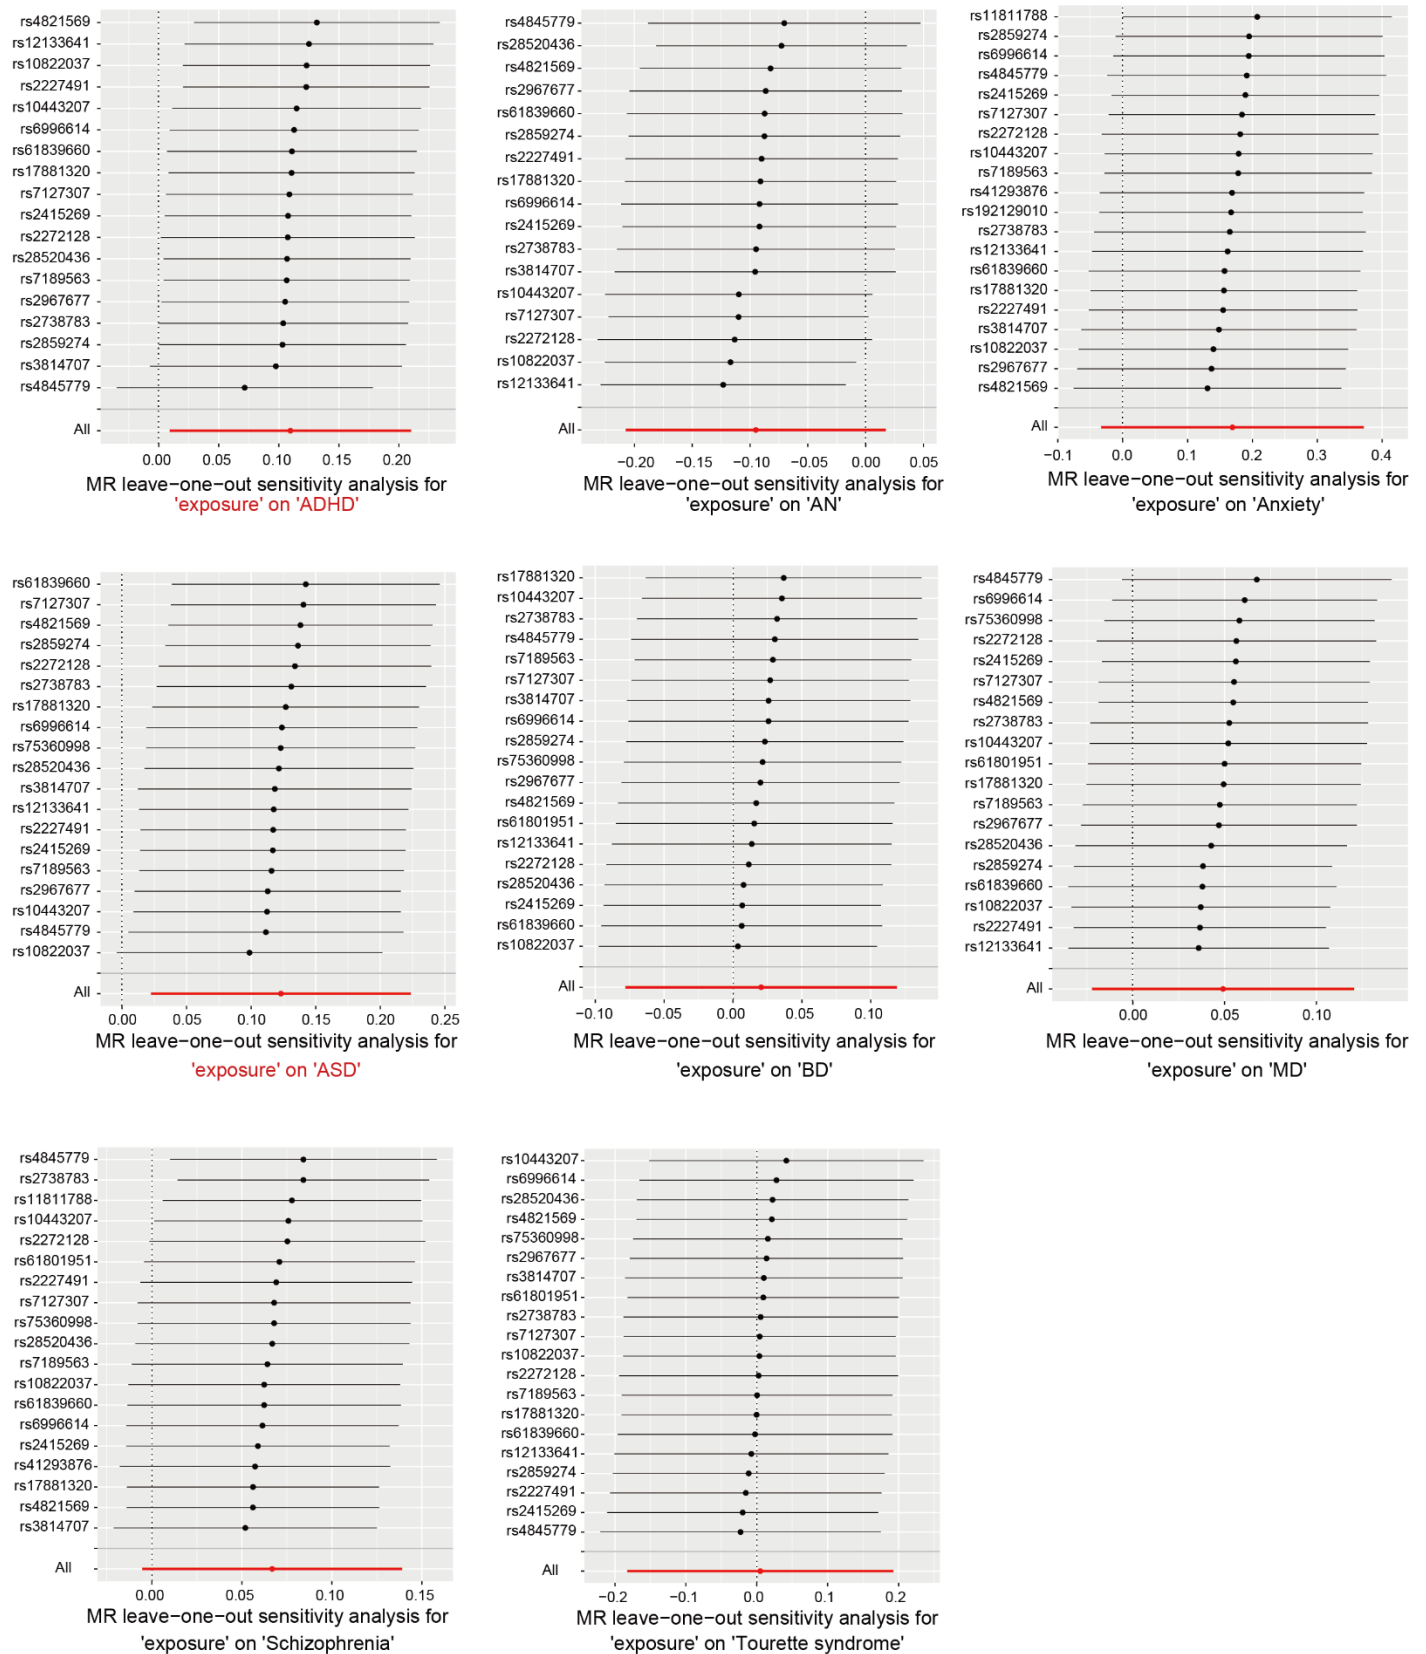 rs4821569
rs12133641
rs10822037
rs2227491
rs10443207
rs6996614
rs61839660
rs17881320
rs7127307
rs2415269
rs2272128
rs28520436
rs7189563
rs2967677
rs2738783
rs2859274
rs3814707
rs4845779
All
0.00 0.05 0.10 0.15 0.20
MR leave−one−out sensitivity analysis for
'exposure' on 'ADHD'
rs4845779
rs28520436
rs4821569
rs2967677
rs61839660
rs2859274
rs2227491
rs17881320
rs6996614
rs2415269
rs2738783
rs3814707
rs10443207
rs7127307
rs2272128
rs10822037
rs12133641
All
−0.20 −0.15 −0.10 −0.05 0.00 0.05
MR leave−one−out sensitivity analysis for
'exposure' on 'AN'
rs11811788
rs2859274
rs6996614
rs4845779
rs2415269
rs7127307
rs2272128
rs10443207
rs7189563
rs41293876
rs192129010
rs2738783
rs12133641
rs61839660
rs17881320
rs2227491
rs3814707
rs10822037
rs2967677
rs4821569
All
−0.1 0.0 0.1 0.2 0.3 0.4
MR leave−one−out sensitivity analysis for
'exposure' on 'Anxiety'
rs61839660
rs7127307
rs4821569
rs2859274
rs2272128
rs2738783
rs17881320
rs6996614
rs75360998
rs28520436
rs3814707
rs12133641
rs2227491
rs2415269
rs7189563
rs2967677
rs10443207
rs4845779
rs10822037
All
0.00 0.05 0.10 0.15 0.20 0.25
MR leave−one−out sensitivity analysis for
'exposure' on 'ASD'
rs17881320
rs10443207
rs2738783
rs4845779
rs7189563
rs7127307
rs3814707
rs6996614
rs2859274
rs75360998
rs2967677
rs4821569
rs61801951
rs12133641
rs2272128
rs28520436
rs2415269
rs61839660
rs10822037
All
−0.10 −0.05 0.00 0.05 0.10
MR leave−one−out sensitivity analysis for
'exposure' on 'BD'
rs4845779
rs6996614
rs75360998
rs2272128
rs2415269
rs7127307
rs4821569
rs2738783
rs10443207
rs61801951
rs17881320
rs7189563
rs2967677
rs28520436
rs2859274
rs61839660
rs10822037
rs2227491
rs12133641
All
0.00 0.05 0.10
MR leave−one−out sensitivity analysis for
'exposure' on 'MD'
rs4845779
rs2738783
rs11811788
rs10443207
rs2272128
rs61801951
rs2227491
rs7127307
rs75360998
rs28520436
rs7189563
rs10822037
rs61839660
rs6996614
rs2415269
rs41293876
rs17881320
rs4821569
rs3814707
All
0.00 0.05 0.10 0.15
MR leave−one−out sensitivity analysis for
'exposure' on 'Schizophrenia'
rs10443207
rs6996614
rs28520436
rs4821569
rs75360998
rs2967677
rs3814707
rs61801951
rs2738783
rs7127307
rs10822037
rs2272128
rs7189563
rs17881320
rs61839660
rs12133641
rs2859274
rs2227491
rs2415269
rs4845779
All
−0.2 −0.1 0.0 0.1 0.2
MR leave−one−out sensitivity analysis for
'exposure' on 'Tourette syndrome'